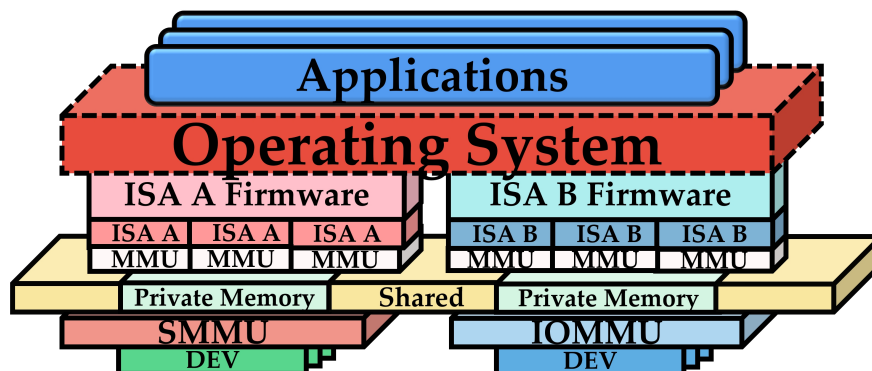 Applications
Operating System
ISA A Firmware
ISA B Firmware
ISA A
ISA A
ISA A
ISA B
ISA B
ISA B
MMU
MMU
MMU
MMU
MMU
MMU
Private Memory
Shared
Private Memory
SMMU
IOMMU
DEV
DEV